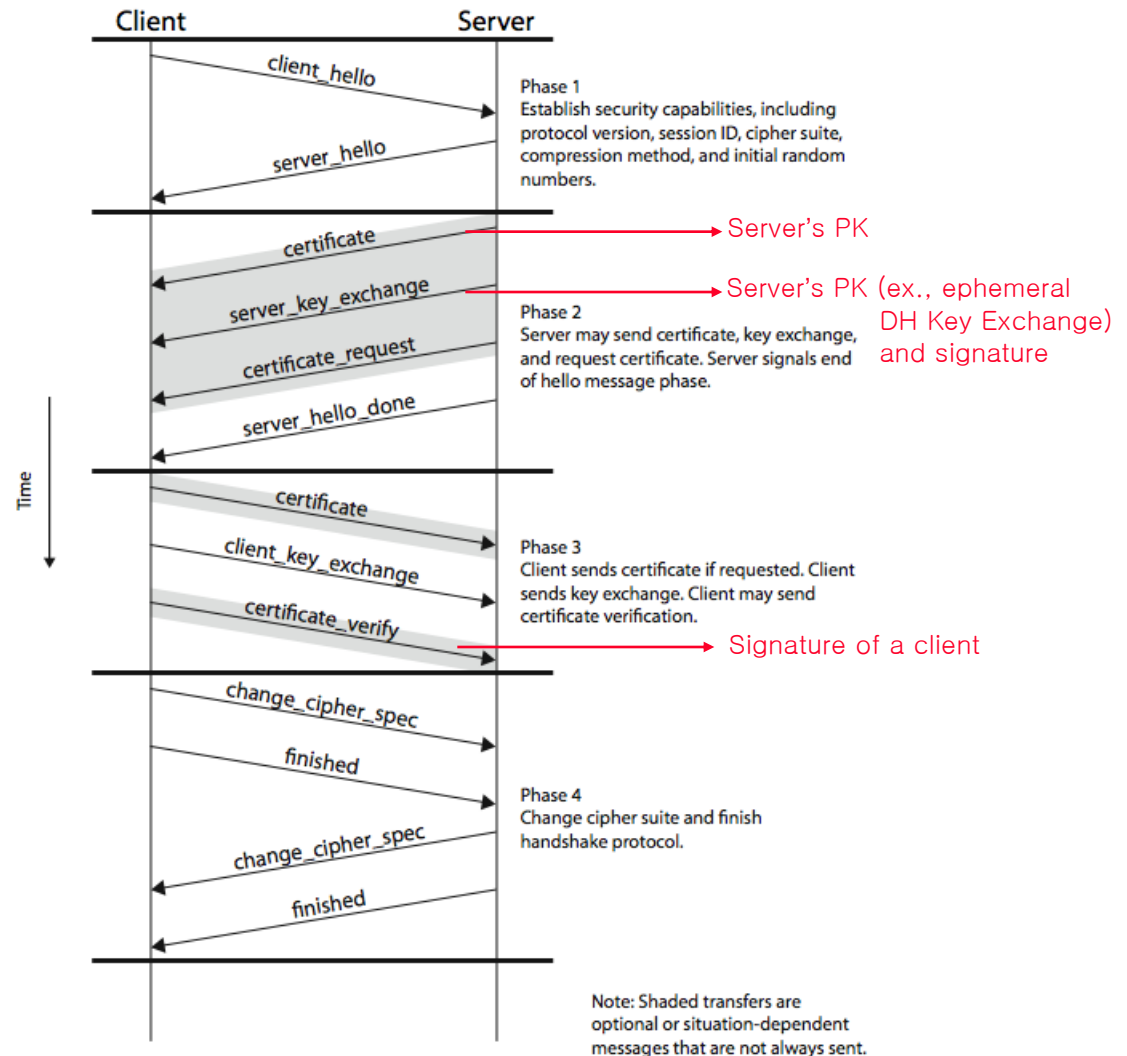 Client
Server
client_hello
server_hello
Phase 1
Establish security capabilities, including
protocol version, session ID, cipher suite,
compression method, and initial random
numbers.
certificate
Server's PK
server_key_exchange
Server's PK (ex., ephemeral
DH Key Exchange)
and signature
certificate_request
server_hello_done
Phase 2
Server may send certificate, key exchange,
and request certificate. Server signals end
of hello message phase.
Time
certificate
client_key_exchange
certificate_verify
Phase 3
Client sends certificate if requested. Client
sends key exchange. Client may send
certificate verification.
Signature of a client
change_cipher_spec
finished
change_cipher_spec
finished
Phase 4
Change cipher suite and finish
handshake protocol.
Note: Shaded transfers are
optional or situation-dependent
messages that are not always sent.